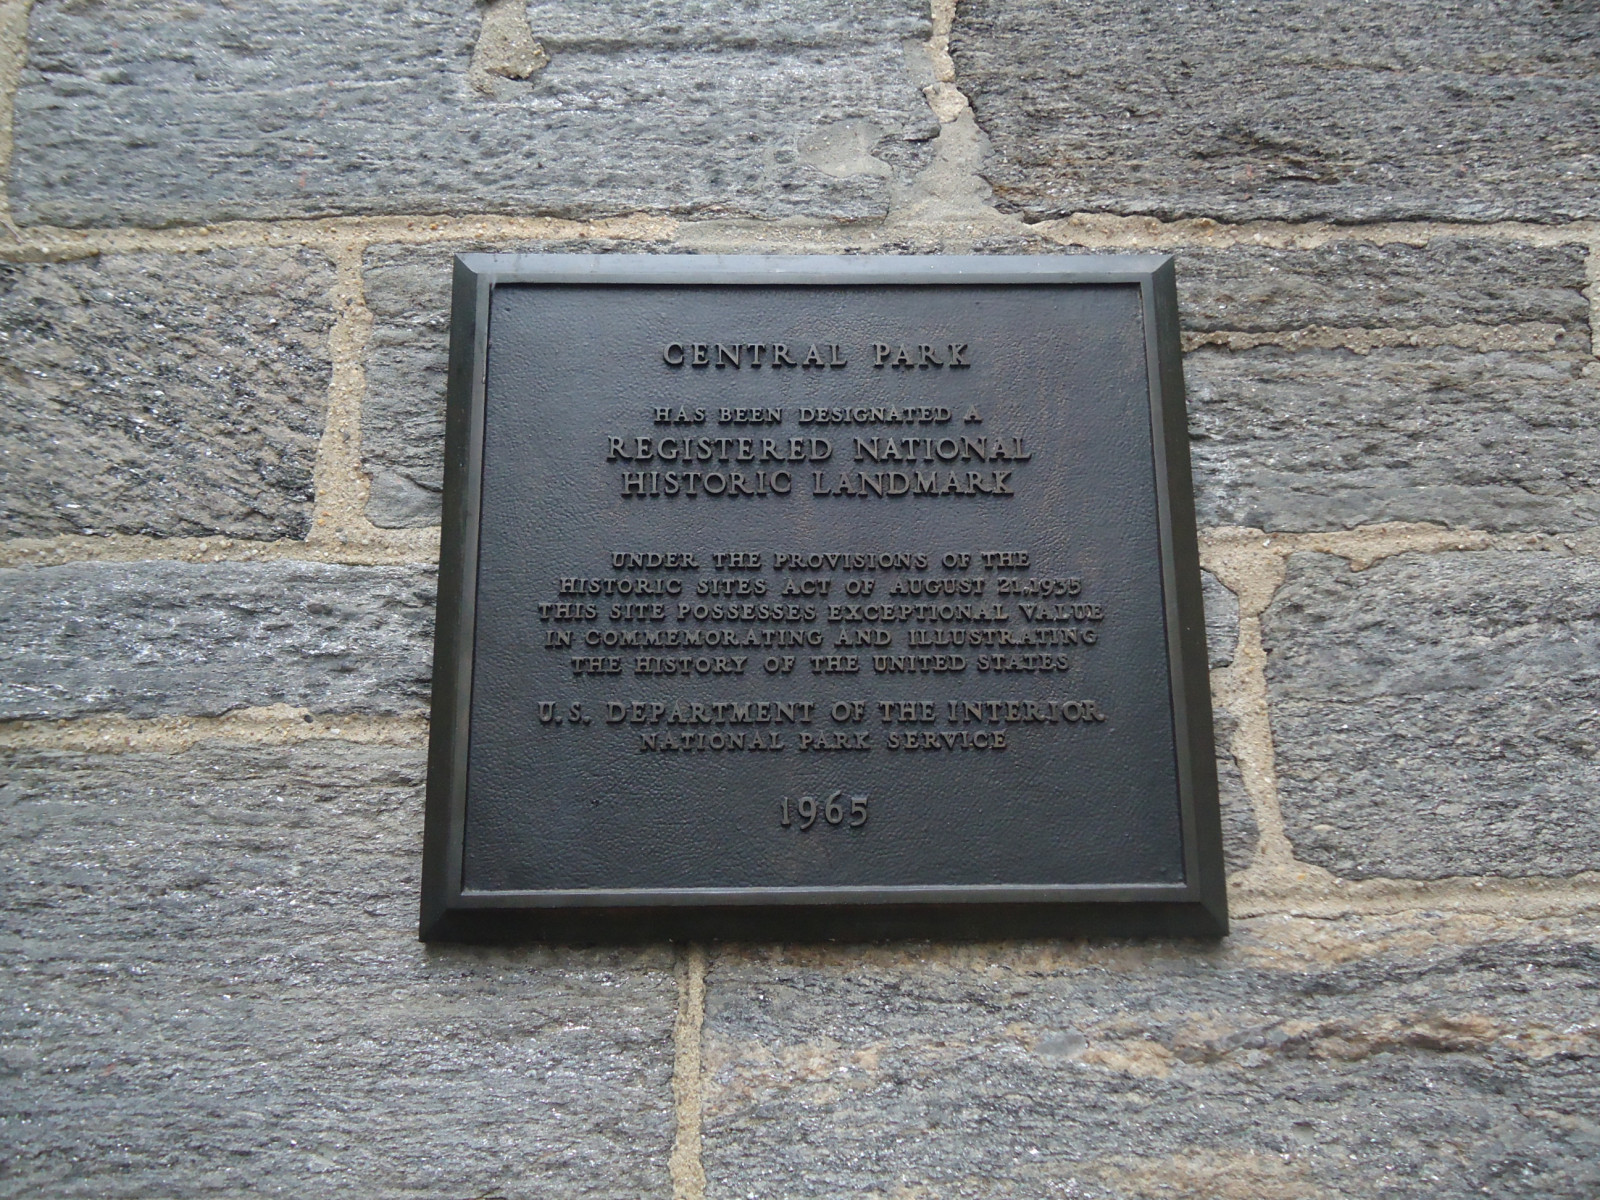 CENTRAL PARK
HAS BEEN DESIGNATED A
REGISTERED NATIONAL
HISTORIC LANDMARK
UNDER THE PROVISIONS OF THE
HISTORIC SITES ACT OF AUGUST 21, 1935
THIS SITE POSSESSES EXCEPTIONAL VALUE
IN COMMEMORATING AND ILLUSTRATING
THE HISTORY OF THE UNITED STATES
U. S. DEPARTMENT OF THE INTERIOR
NATIONAL PARK SERVICE
1965